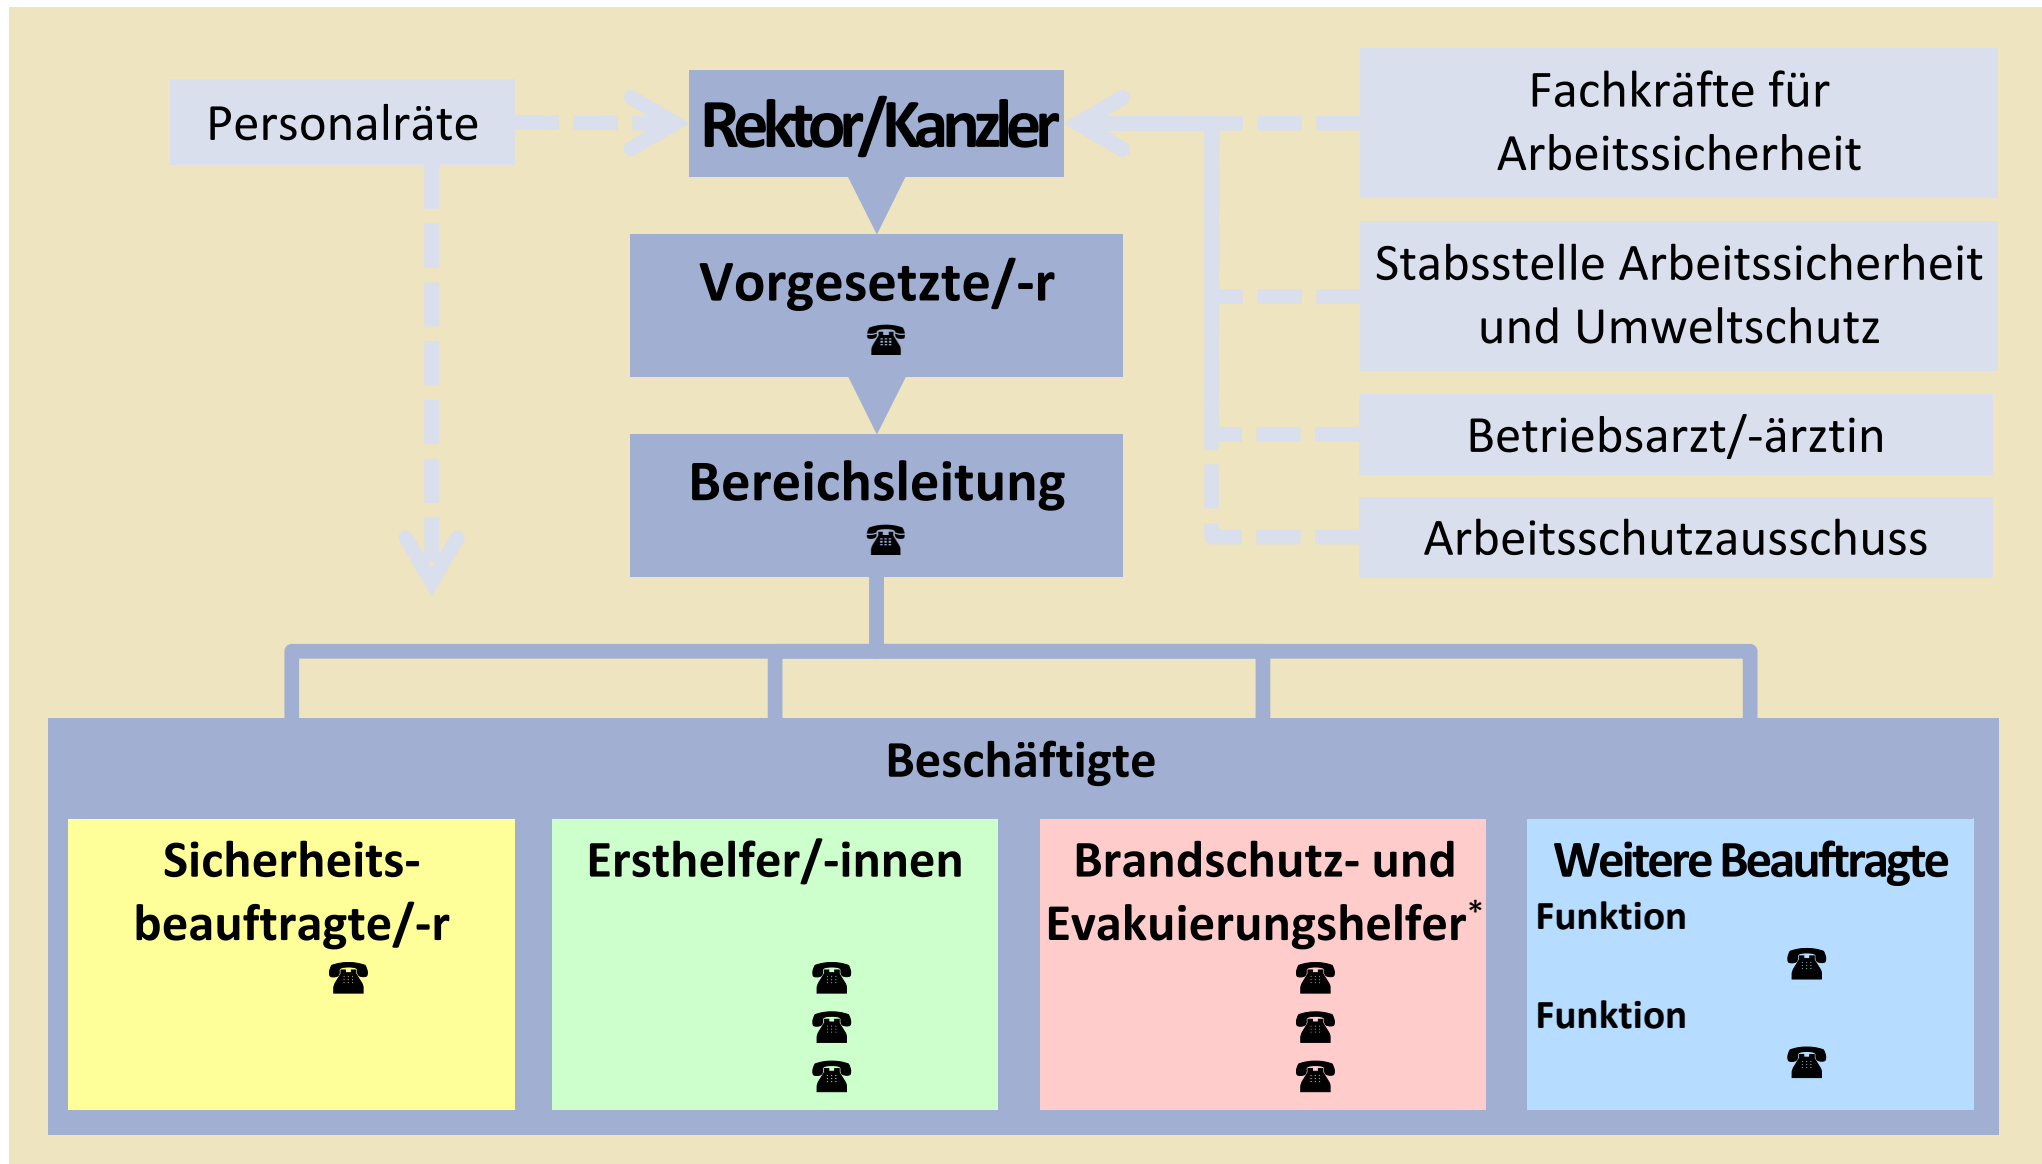 Personalräte
Rektor/Kanzler
Fachkräfte für
Arbeitssicherheit
Vorgesetzte/-r
☎
Stabsstelle Arbeitssicherheit
und Umweltschutz
Bereichsleitung
☎
Betriebsarzt/-ärztin
Arbeitsschutzausschuss
Beschäftigte
Sicherheits-
beauftragte/-r
☎
Ersthelfer/-innen
☎
☎
☎
Brandschutz- und
Evakuierungshelfer*
☎
☎
☎
Weitere Beauftragte
Funktion
☎
Funktion
☎